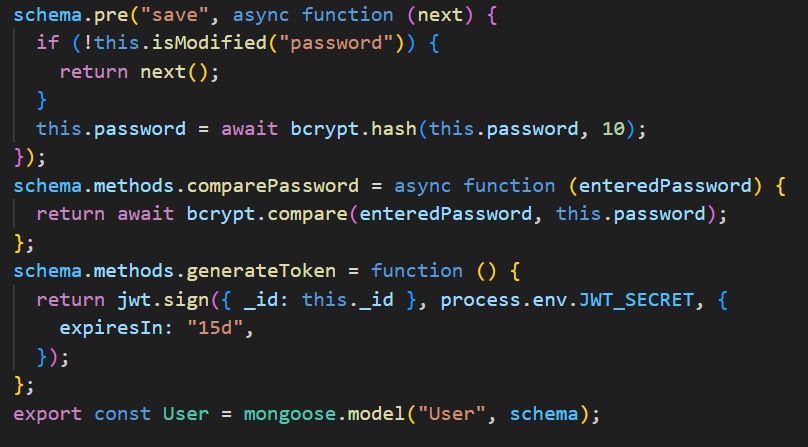 schema.pre("save", async function (next) {
  if (!this.isModified("password")) {
    return next();
  }
  this.password = await bcrypt.hash(this.password, 10);
});
schema.methods.comparePassword = async function (enteredPassword) {
  return await bcrypt.compare(enteredPassword, this.password);
};
schema.methods.generateToken = function () {
  return jwt.sign({ _id: this._id }, process.env.JWT_SECRET, {
    expiresIn: "15d",
  });
};
export const User = mongoose.model("User", schema);